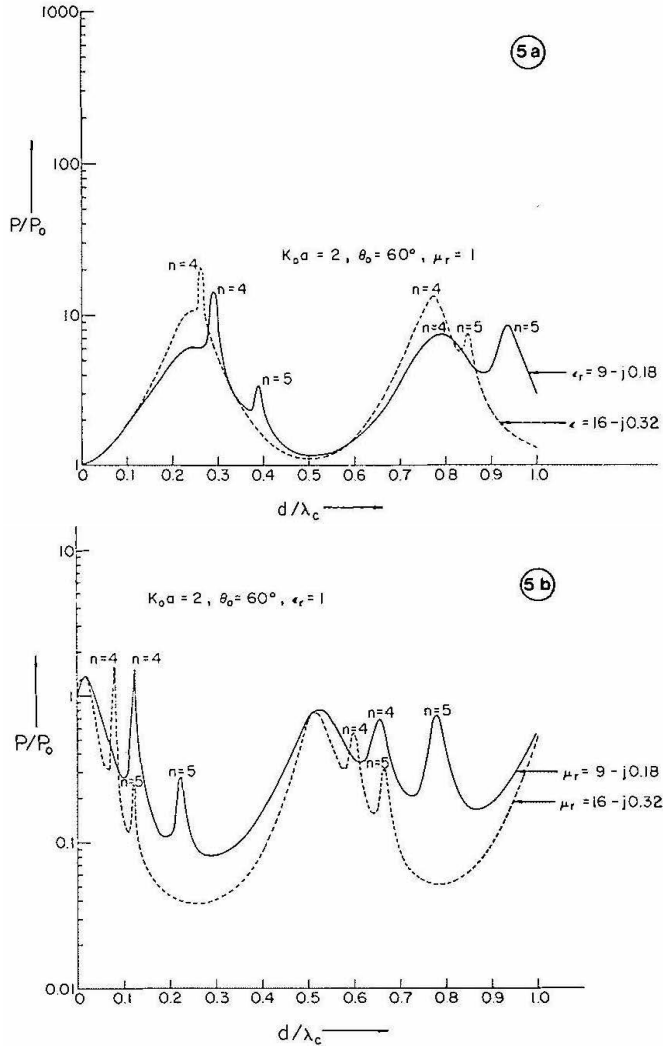 1000
5a
100
P/P₀
K₀a = 2, θ₀ = 60°, μᵣ = 1
n=4
n=4
n=4
10
n=4
n=5
n=5
n=5
ϵᵣ = 9 - j0.18
ϵ = 16 - j0.32
1
0 0.1 0.2 0.3 0.4 0.5 0.6 0.7 0.8 0.9 1.0
d/λc
10
5b
K₀a = 2, θ₀ = 60°, ϵᵣ = 1
n=4 n=4
1
P/P₀
n=4
n=4
n=5
n=5
n=5
n=5
μᵣ = 9 - j0.18
μᵣ = 16 - j0.32
0.1
0.01
0 0.1 0.2 0.3 0.4 0.5 0.6 0.7 0.8 0.9 1.0
d/λc